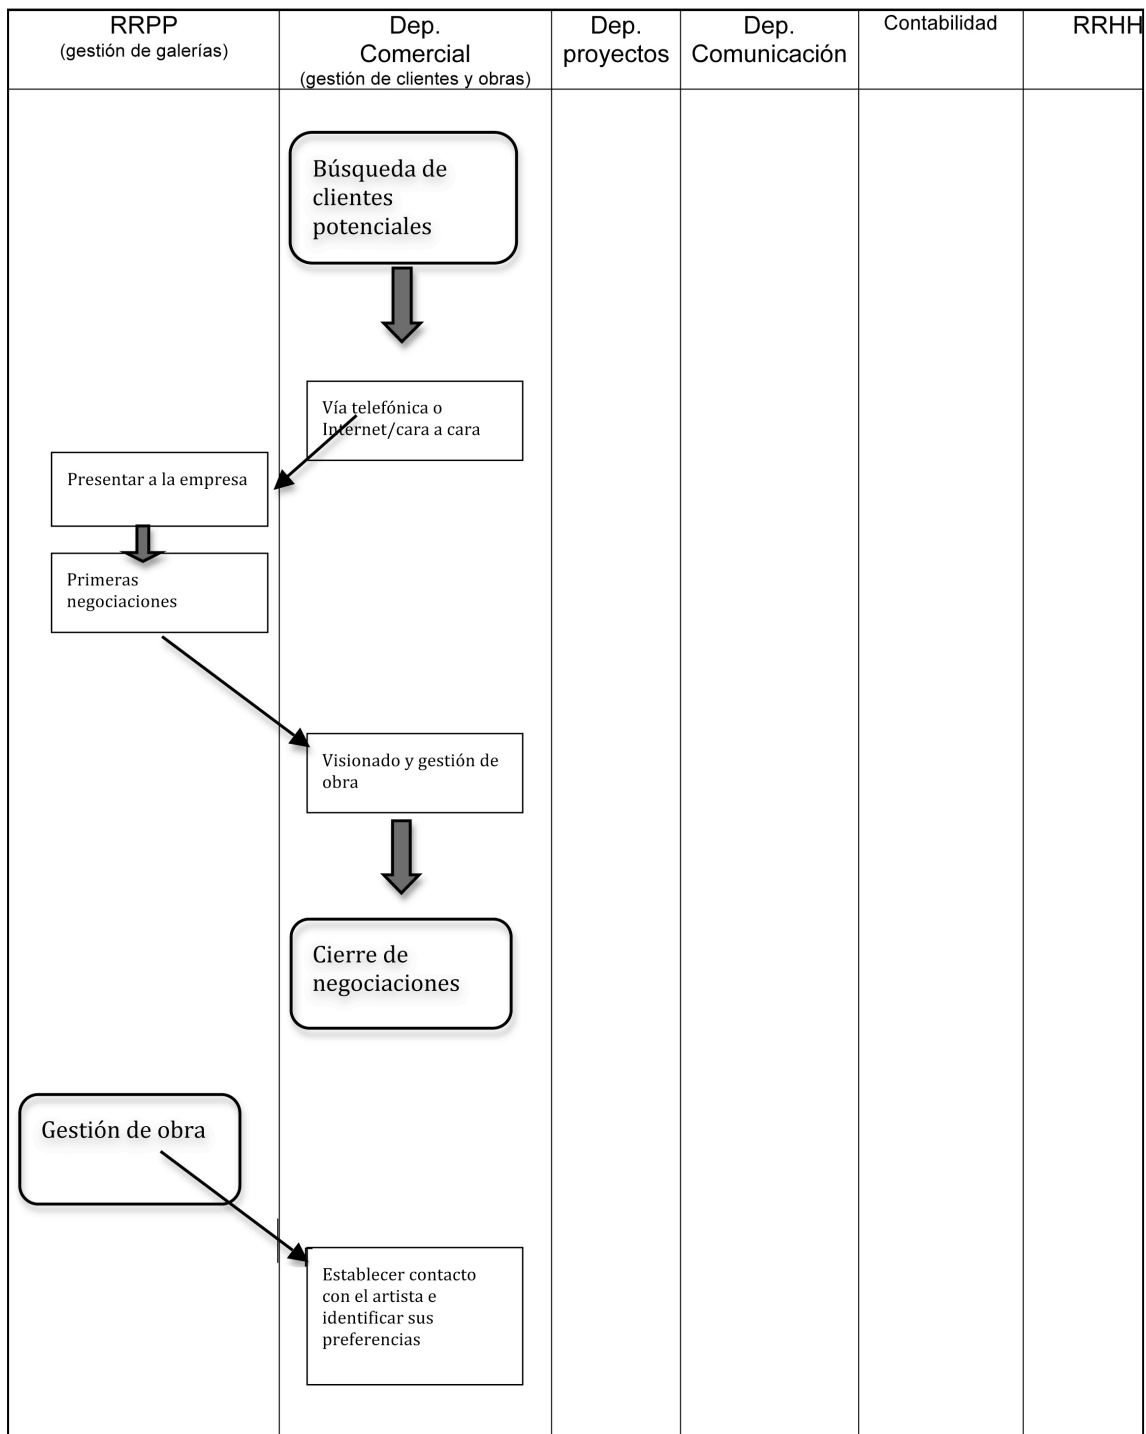 RRPP
(gestión de galerías)
Dep.
Comercial
(gestión de clientes y obras)
Dep.
proyectos
Dep.
Comunicación
Contabilidad
RRHH
Búsqueda de
clientes
potenciales
Vía telefónica o
Internet/cara a cara
Presentar a la empresa
Primeras
negociaciones
Visionado y gestión de
obra
Cierre de
negociaciones
Gestión de obra
Establecer contacto
con el artista e
identificar sus
preferencias